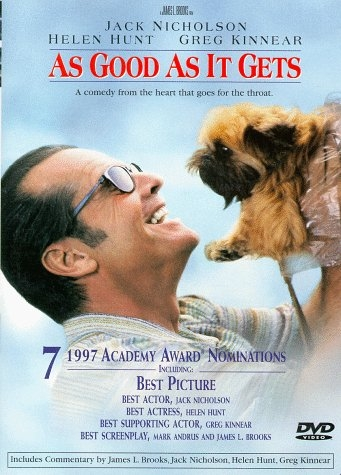 A JAMES L. BROOKS FILM
JACK NICHOLSON
HELEN HUNT GREG KINNEAR
AS GOOD AS IT GETS
A comedy from the heart that goes for the throat.
7 1997 ACADEMY AWARD NOMINATIONS
INCLUDING:
BEST PICTURE
BEST ACTOR, JACK NICHOLSON
BEST ACTRESS, HELEN HUNT
BEST SUPPORTING ACTOR, GREG KINNEAR
BEST SCREENPLAY, MARK ANDRUS AND JAMES L. BROOKS
DVD
VIDEO
Includes Commentary by James L. Brooks, Jack Nicholson, Helen Hunt, Greg Kinnear